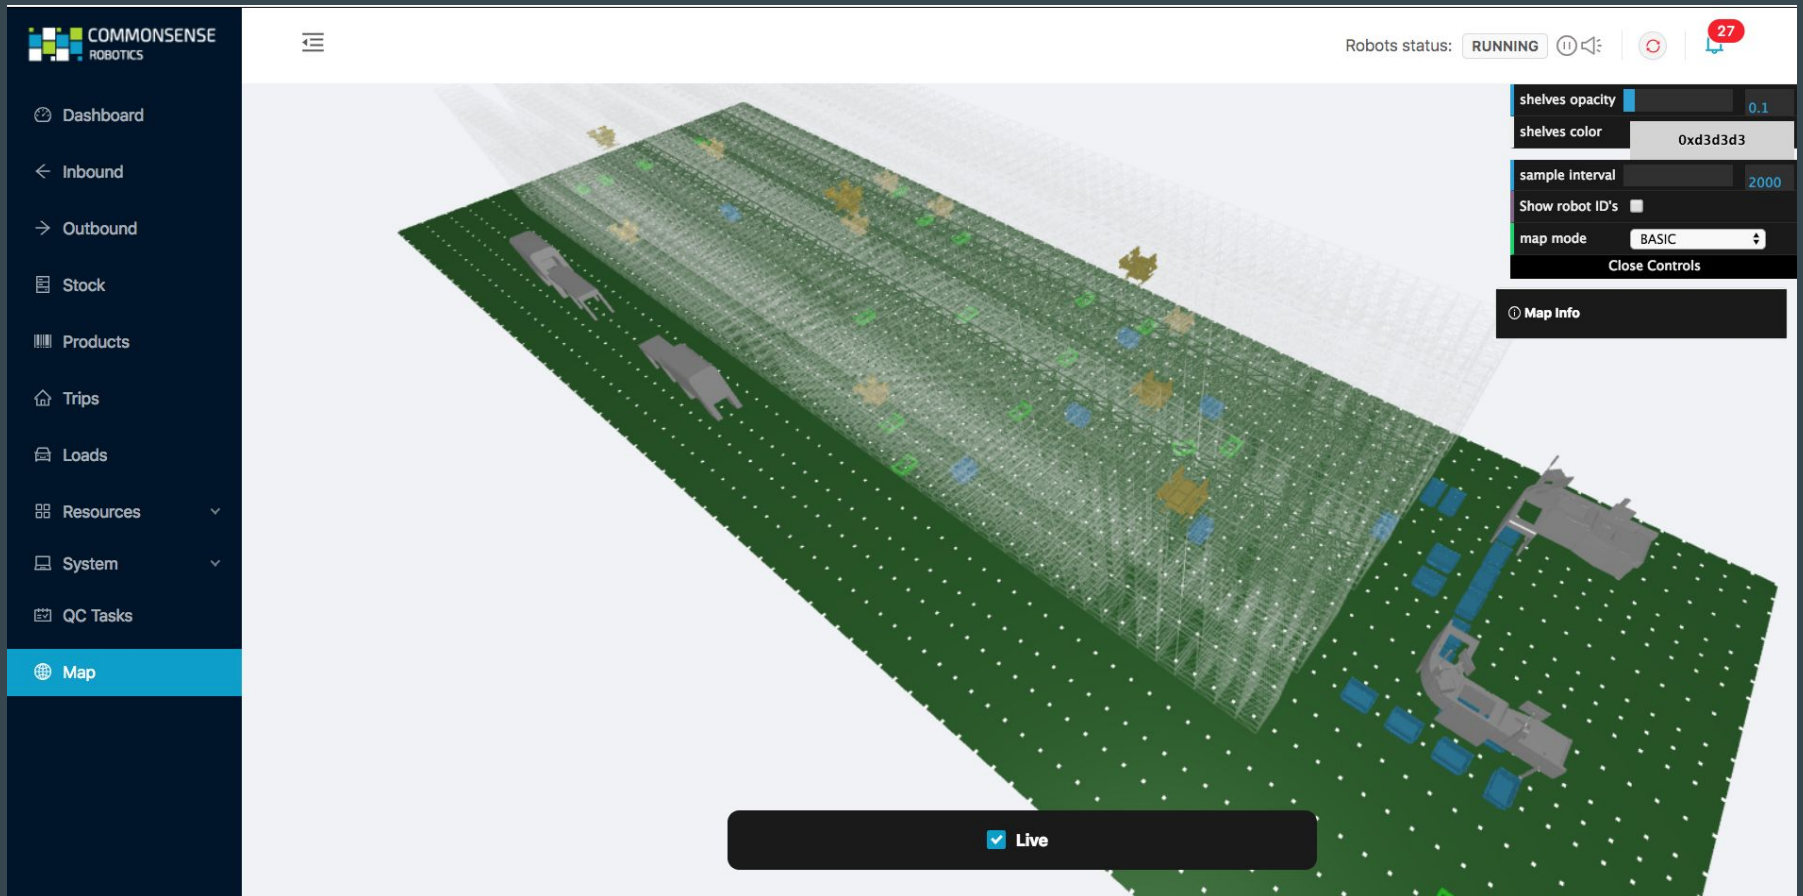 COMMONSENSE
ROBOTICS
Robots status: RUNNING
27
Dashboard
Inbound
Outbound
Stock
Products
Trips
Loads
Resources
System
QC Tasks
Map
shelves opacity 0.1
shelves color 0xd3d3d3
sample interval 2000
Show robot ID's
map mode BASIC
Close Controls
Map Info
Live